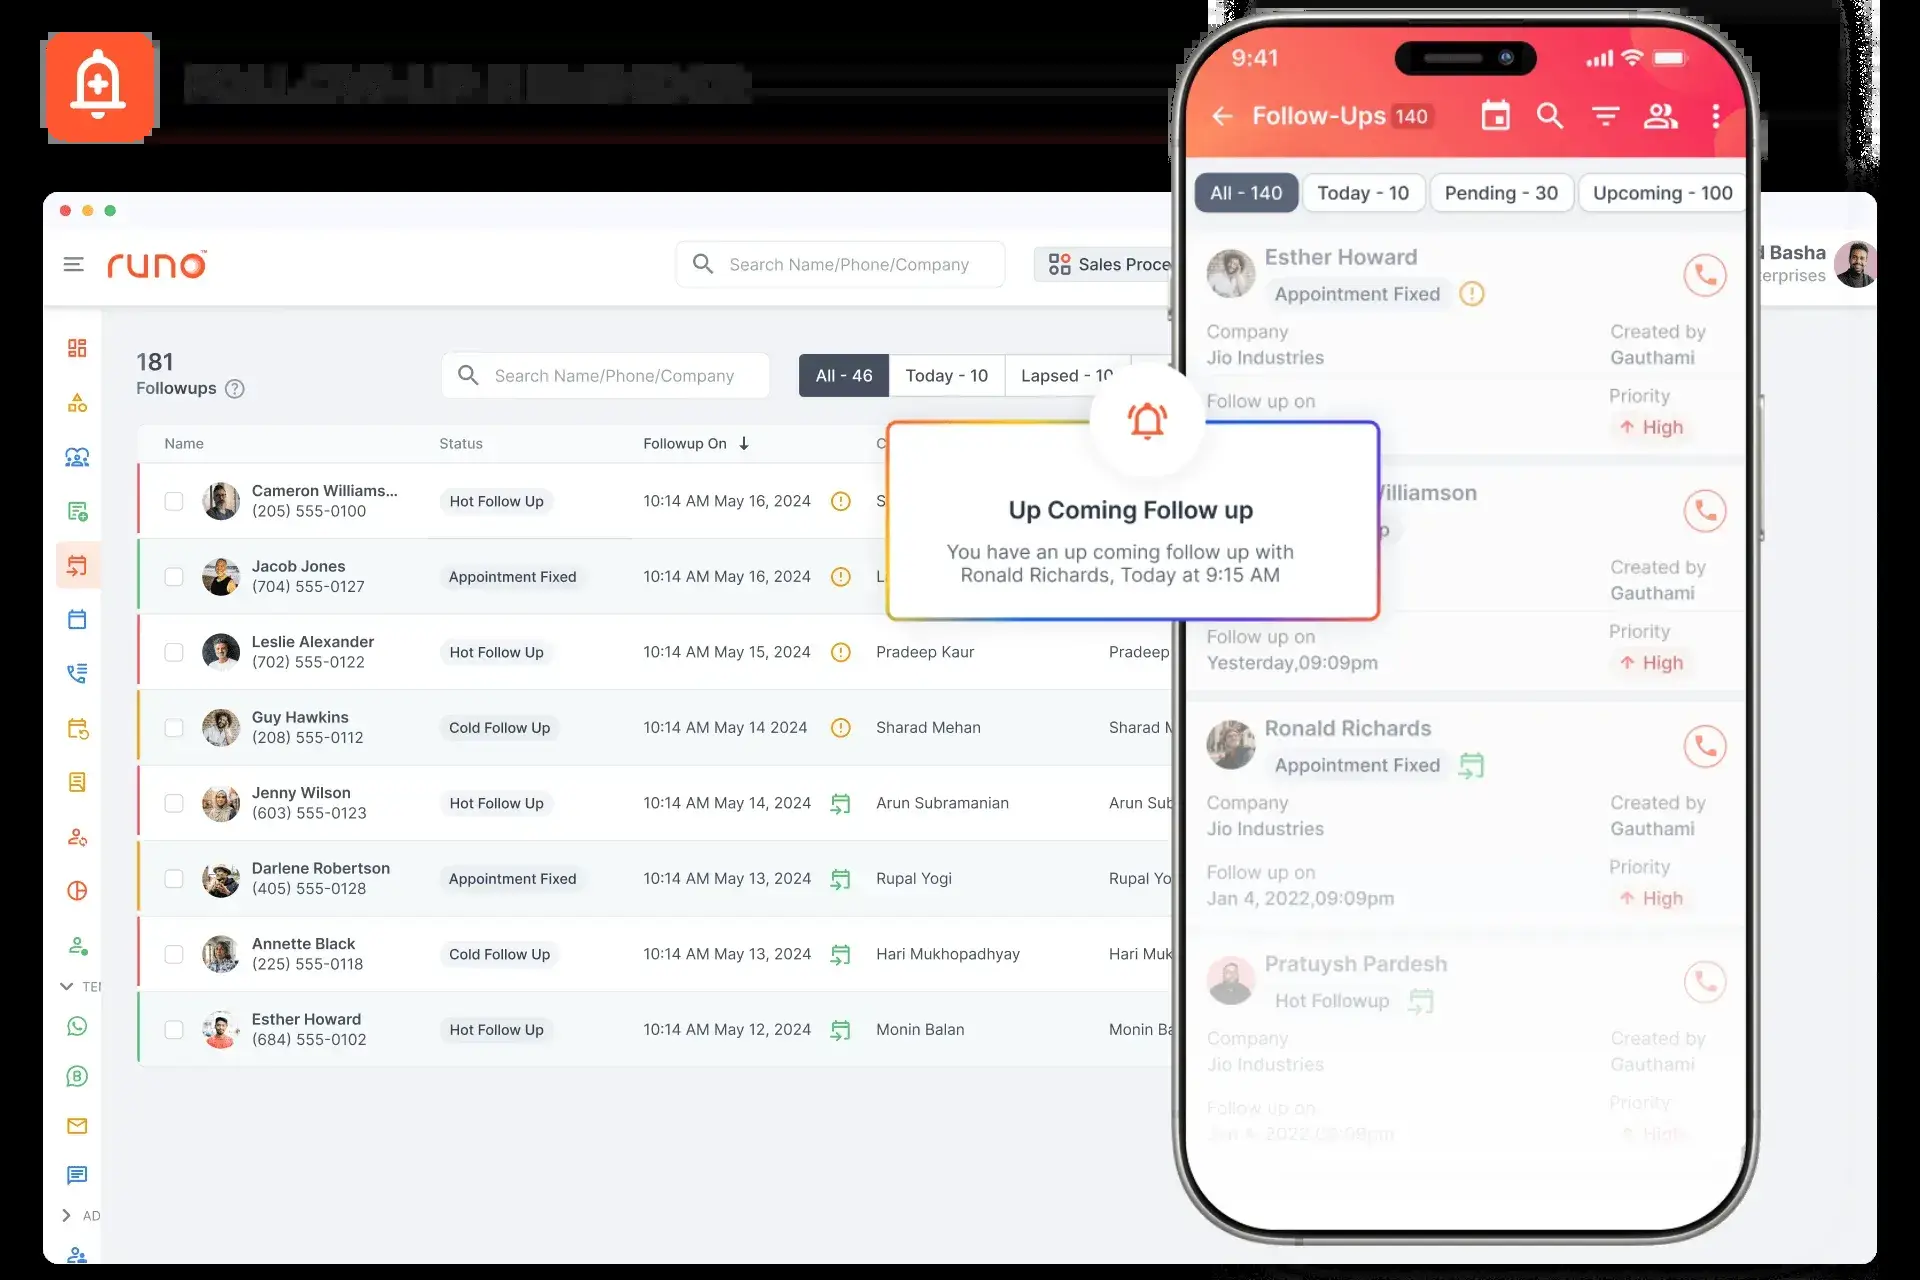 runo™
Search Name/Phone/Company
Sales Proce
d Basha
erprises
181
Followups
Search Name/Phone/Company
All - 46
Today - 10
Lapsed - 10
Name
Status
Followup On
C
Cameron Williams...
(205) 555-0100
Hot Follow Up
10:14 AM May 16, 2024
S
Jacob Jones
(704) 555-0127
Appointment Fixed
10:14 AM May 16, 2024
L
Leslie Alexander
(702) 555-0122
Hot Follow Up
10:14 AM May 15, 2024
Pradeep Kaur
Pradeep
Guy Hawkins
(208) 555-0112
Cold Follow Up
10:14 AM May 14 2024
Sharad Mehan
Sharad M
Jenny Wilson
(603) 555-0123
Hot Follow Up
10:14 AM May 14, 2024
Arun Subramanian
Arun Sub
Darlene Robertson
(405) 555-0128
Appointment Fixed
10:14 AM May 13, 2024
Rupal Yogi
Rupal Yo
Annette Black
(225) 555-0118
Cold Follow Up
10:14 AM May 13, 2024
Hari Mukhopadhyay
Hari Muk
Esther Howard
(684) 555-0102
Hot Follow Up
10:14 AM May 12, 2024
Monin Balan
Monin Ba
TE
AD
Up Coming Follow up
You have an up coming follow up with
Ronald Richards, Today at 9:15 AM
9:41
Follow-Ups 140
All - 140
Today - 10
Pending - 30
Upcoming - 100
Esther Howard
Appointment Fixed
Company
Jio Industries
Created by
Gauthami
Follow up on
Priority
High
Williamson
p
Created by
Gauthami
Follow up on
Yesterday,09:09pm
Priority
High
Ronald Richards
Appointment Fixed
Company
Jio Industries
Created by
Gauthami
Follow up on
Jan 4, 2022,09:09pm
Priority
High
Pratuysh Pardesh
Hot Followup
Company
Jio Industries
Created by
Gauthami
Follow up on
Jan 4, 2022,09:09pm
Priority
High